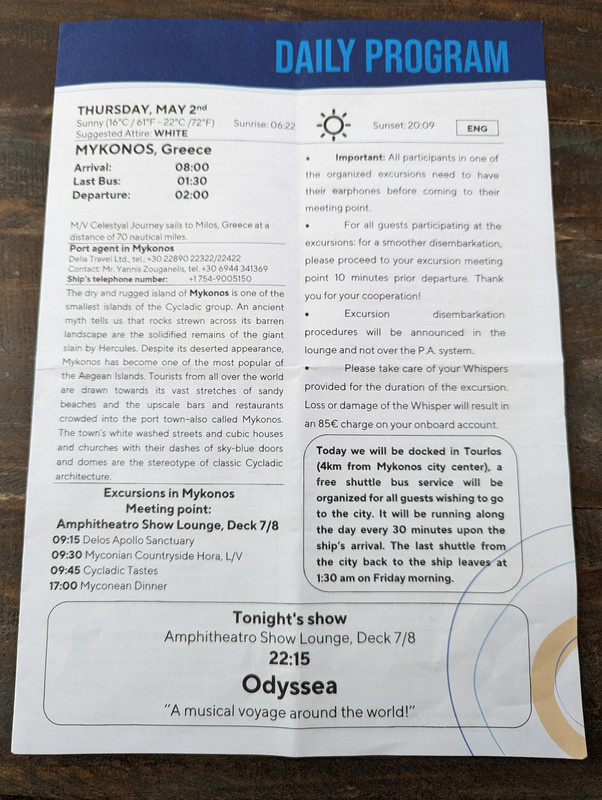 DAILY PROGRAM
THURSDAY, MAY 2nd
Sunny (16°C / 61°F - 22°C /72°F) Sunrise: 06:22 Sunset: 20:09 ENG
Suggested Attire: WHITE
MYKONOS, Greece
Arrival: 08:00
Last Bus: 01:30
Departure: 02:00
M/V Celestyal Journey sails to Milos, Greece at a
distance of 70 nautical miles.
Port agent in Mykonos
Delia Travel Ltd., tel.:+30 22890 22322/22422
Contact: Mr. Yannis Zouganelis, tel. +30 6944 341369
Ship's telephone number: +1 754-9005150
The dry and rugged island of Mykonos is one of the
smallest islands of the Cycladic group. An ancient
myth tells us that rocks strewn across its barren
landscape are the solidified remains of the giant
slain by Hercules. Despite its deserted appearance,
Mykonos has become one of the most popular of
the Aegean Islands. Tourists from all over the world
are drawn towards its vast stretches of sandy
beaches and the upscale bars and restaurants
crowded into the port town–also called Mykonos.
The town's white washed streets and cubic houses
and churches with their dashes of sky-blue doors
and domes are the stereotype of classic Cycladic
architecture.
Excursions in Mykonos
Meeting point:
Amphitheatro Show Lounge, Deck 7/8
09:15 Delos Apollo Sanctuary
09:30 Myconian Countryside Hora, L/V
09:45 Cycladic Tastes
17:00 Myconean Dinner
• Important: All participants in one of
the organized excursions need to have
their earphones before coming to their
meeting point.
• For all guests participating at the
excursions: for a smoother disembarkation,
please proceed to your excursion meeting
point 10 minutes prior departure. Thank
you for your cooperation!
• Excursion disembarkation
procedures will be announced in the
lounge and not over the P.A. system.
• Please take care of your Whispers
provided for the duration of the excursion.
Loss or damage of the Whisper will result in
an 85€ charge on your onboard account.
Today we will be docked in Tourlos
(4km from Mykonos city center), a
free shuttle bus service will be
organized for all guests wishing to go
to the city. It will be running along
the day every 30 minutes upon the
ship's arrival. The last shuttle from
the city back to the ship leaves at
1:30 am on Friday morning.
Tonight's show
Amphitheatro Show Lounge, Deck 7/8
22:15
Odyssea
"A musical voyage around the world!"